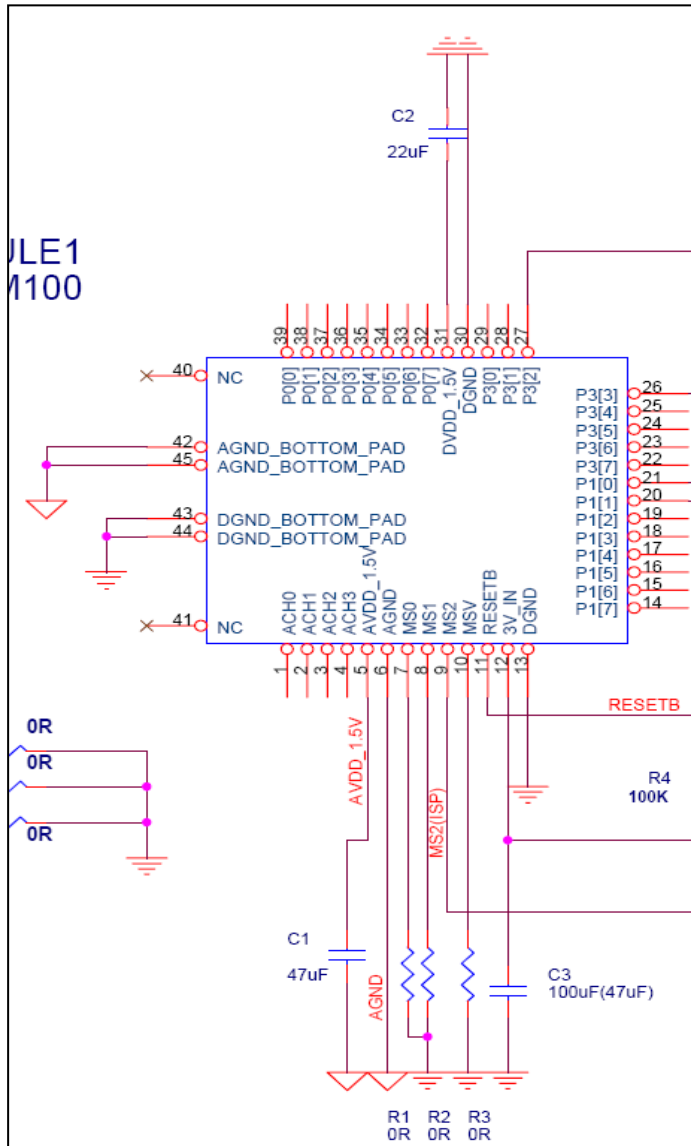 C2
22uF
ULE1
M100
39
38
37
36
35
34
33
32
31
30
29
28
27
P0[0]
P0[1]
P0[2]
P0[3]
P0[4]
P0[5]
P0[6]
P0[7]
DVDD_1.5V
DGND
P3[0]
P3[1]
P3[2]
40 NC
42 AGND_BOTTOM_PAD
45 AGND_BOTTOM_PAD
43 DGND_BOTTOM_PAD
44 DGND_BOTTOM_PAD
41 NC
P3[3] 26
P3[4] 25
P3[5] 24
P3[6] 23
P3[7] 22
P1[0] 21
P1[1] 20
P1[2] 19
P1[3] 18
P1[4] 17
P1[5] 16
P1[6] 15
P1[7] 14
ACH0
ACH1
ACH2
ACH3
AVDD_1.5V
AGND
MS0
MS1
MS2
MSV
RESETB
3V_IN
DGND
1
2
3
4
5
6
7
8
9
10
11
12
13
0R
0R
0R
AVDD_1.5V
MS2(ISP)
RESETB
R4
100K
C1
47uF
AGND
C3
100uF(47uF)
R1 R2 R3
0R 0R 0R